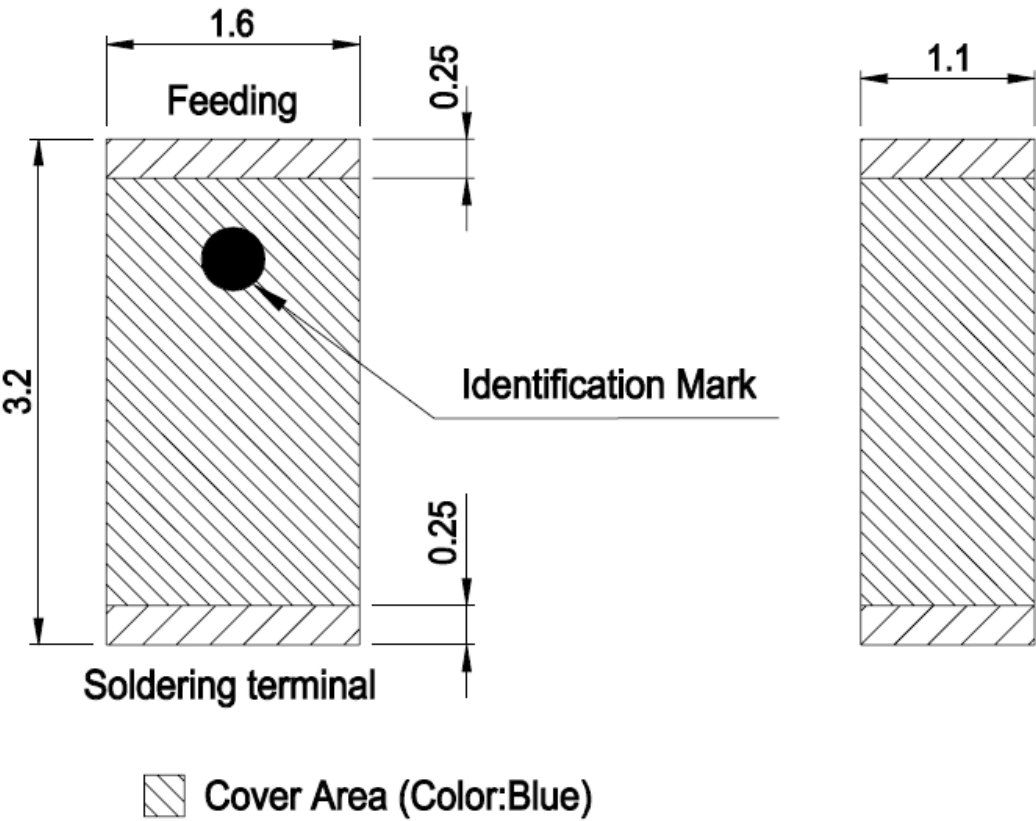 1.6
0.25
1.1
Feeding
3.2
Identification Mark
0.25
Soldering terminal
Cover Area (Color:Blue)